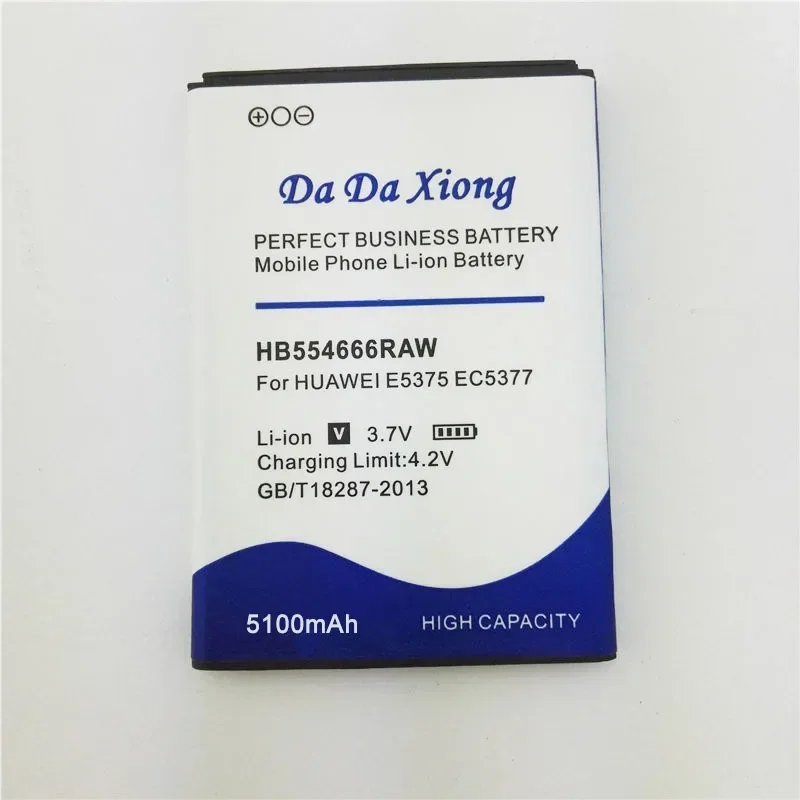 ⊕○⊖
Da Da Xiong
PERFECT BUSINESS BATTERY
Mobile Phone Li-ion Battery
HB554666RAW
For HUAWEI E5375 EC5377
Li-ion V 3.7V
Charging Limit:4.2V
GB/T18287-2013
5100mAh HIGH CAPACITY